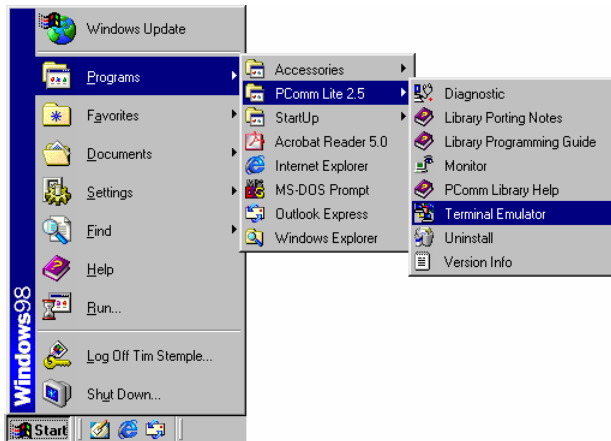 Windows Update
Programs
Favorites
Documents
Settings
Find
Help
Run...
Log Off Tim Stemple...
Shut Down...
Windows98
Start
Accessories
PComm Lite 2.5
StartUp
Acrobat Reader 5.0
Internet Explorer
MS-DOS Prompt
Outlook Express
Windows Explorer
Diagnostic
Library Porting Notes
Library Programming Guide
Monitor
PComm Library Help
Terminal Emulator
Uninstall
Version Info